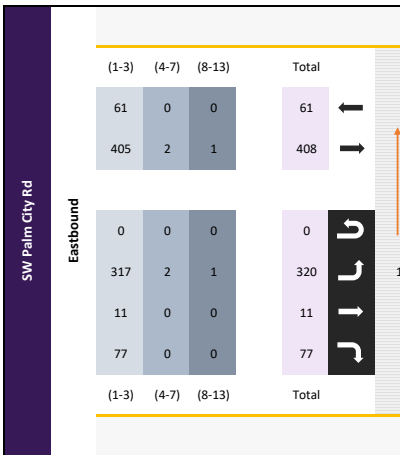 SW Palm City Rd
Eastbound
(1-3) (4-7) (8-13) Total
61 0 0 61
405 2 1 408
0 0 0 0
317 2 1 320
11 0 0 11
77 0 0 77
(1-3) (4-7) (8-13) Total